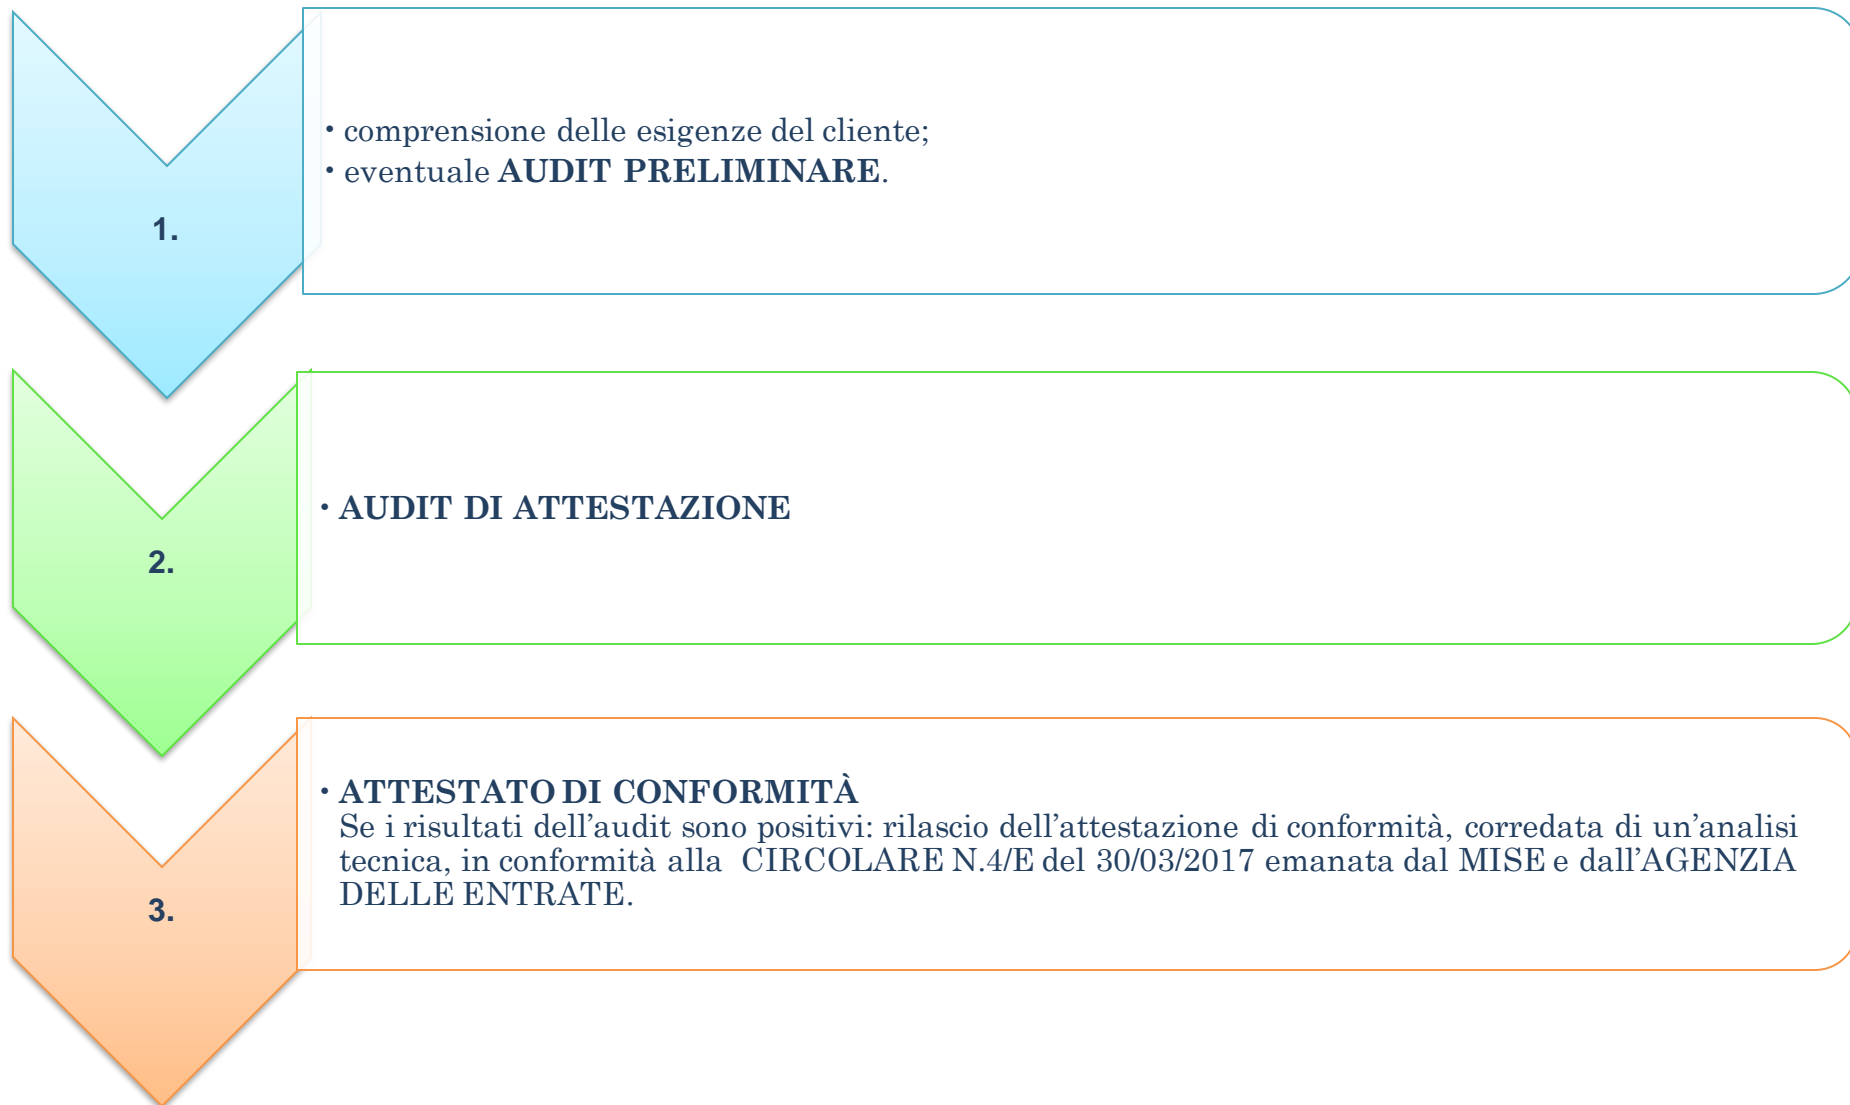 1.
• comprensione delle esigenze del cliente;
• eventuale AUDIT PRELIMINARE.
2.
• AUDIT DI ATTESTAZIONE
3.
• ATTESTATO DI CONFORMITÀ
Se i risultati dell’audit sono positivi: rilascio dell’attestazione di conformità, corredata di un’analisi
tecnica, in conformità alla CIRCOLARE N.4/E del 30/03/2017 emanata dal MISE e dall’AGENZIA
DELLE ENTRATE.